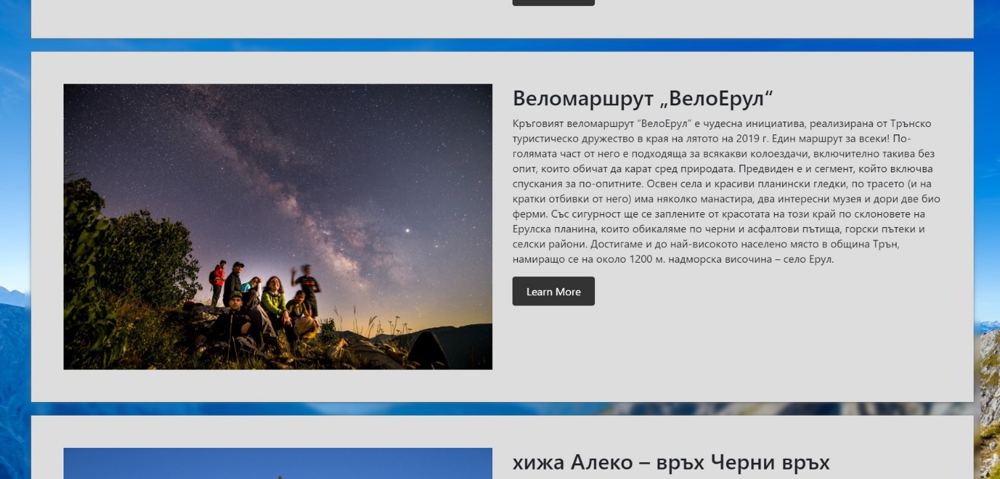 Веломаршрут „ВелоЕрул“
Кръговият веломаршрут “ВелоЕрул” е чудесна инициатива, реализирана от Трънско
туристическо дружество в края на лятото на 2019 г. Един маршрут за всеки! По-
голямата част от него е подходяща за всякакви колоездачи, включително такива без
опит, които обичат да карат сред природата. Предвиден е и сегмент, който включва
спускания за по-опитните. Освен села и красиви планински гледки, по трасето (и на
кратки отбивки от него) има няколко манастира, два интересни музея и дори две био
ферми. Със сигурност ще се заплените от красотата на този край по склоновете на
Ерулска планина, които обикаляме по черни и асфалтови пътища, горски пътеки и
селски райони. Достигаме и до най-високото населено място в община Трън,
намиращо се на около 1200 м. надморска височина – село Ерул.
Learn More
хижа Алеко – връх Черни връх